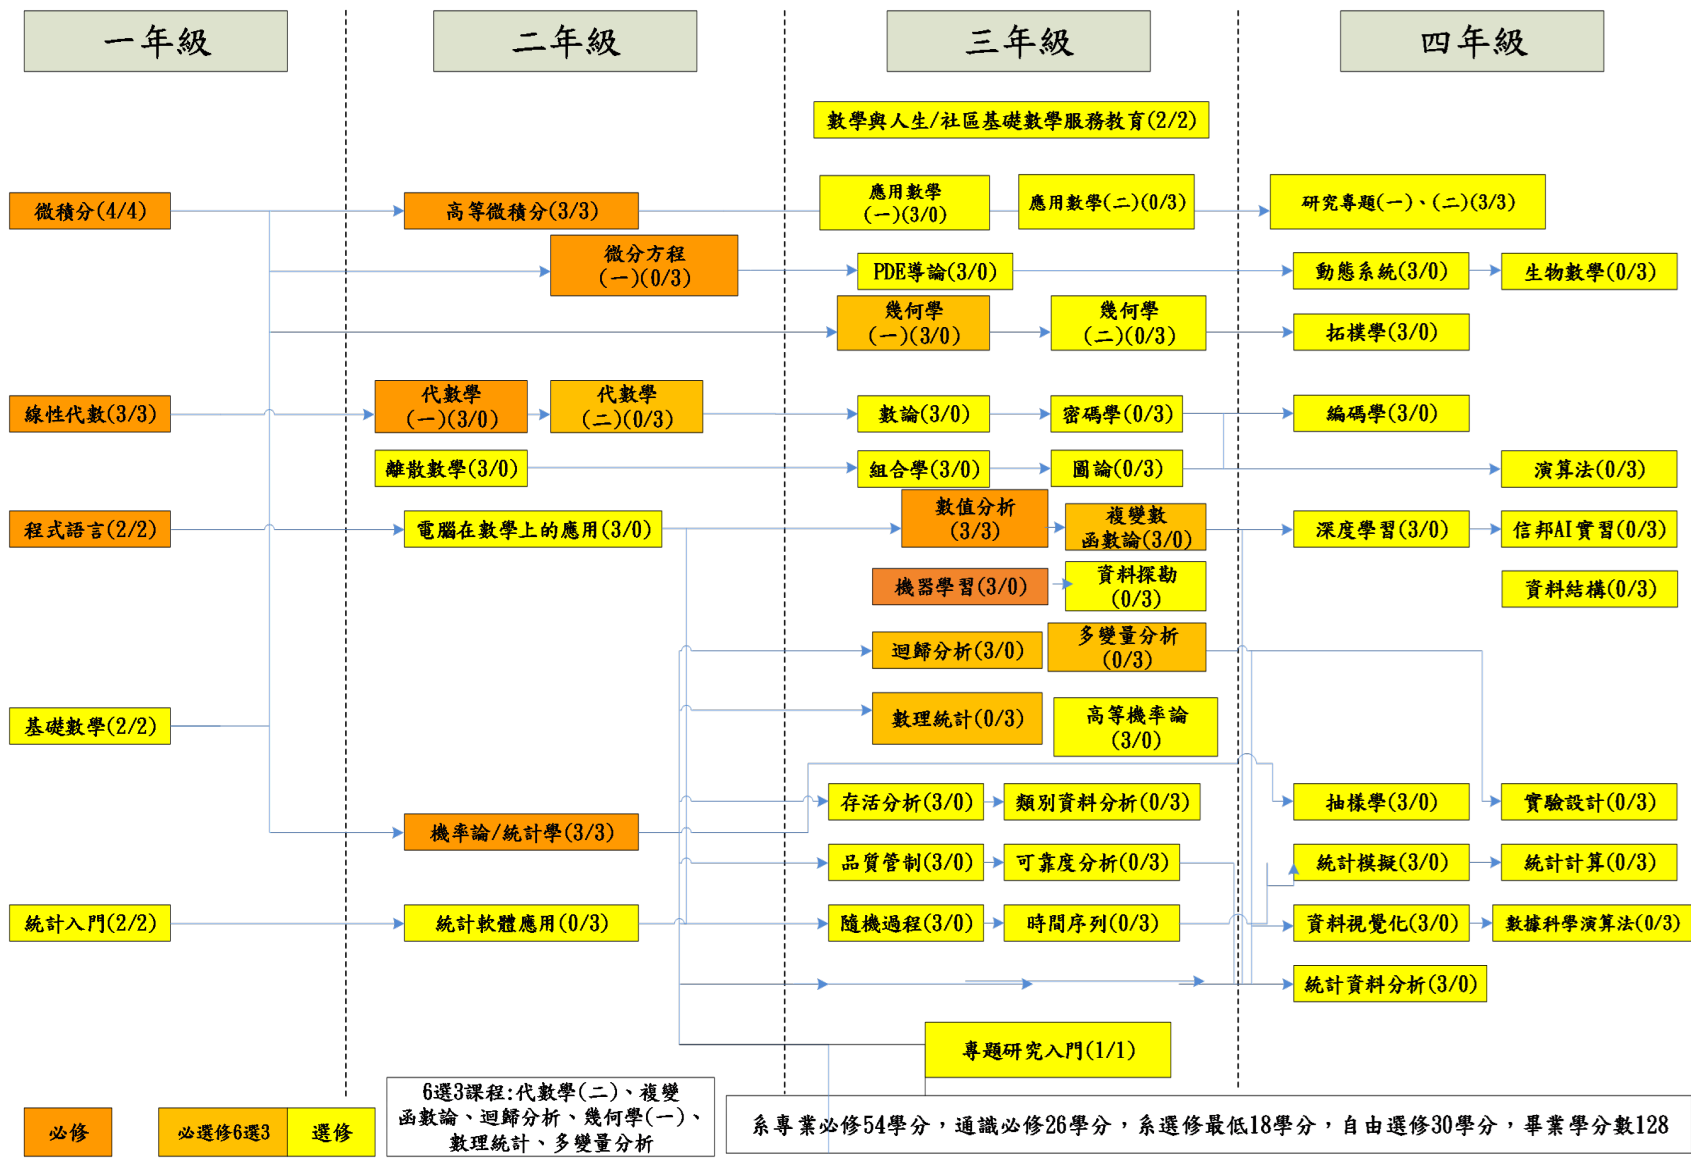 一年級
二年級
三年級
四年級
數學與人生/社區基礎數學服務教育(2/2)
微積分(4/4)
高等微積分(3/3)
應用數學
(一)(3/0)
應用數學(二)(0/3)
研究專題(一)、(二)(3/3)
微分方程
(一)(0/3)
PDE導論(3/0)
動態系統(3/0)
生物數學(0/3)
幾何學
(一)(3/0)
幾何學
(二)(0/3)
拓樸學(3/0)
線性代數(3/3)
代數學
(一)(3/0)
代數學
(二)(0/3)
數論(3/0)
密碼學(0/3)
編碼學(3/0)
離散數學(3/0)
組合學(3/0)
圖論(0/3)
演算法(0/3)
程式語言(2/2)
電腦在數學上的應用(3/0)
數值分析
(3/3)
複變數
函數論(3/0)
深度學習(3/0)
信邦AI實習(0/3)
機器學習(3/0)
資料探勘
(0/3)
資料結構(0/3)
迴歸分析(3/0)
多變量分析
(0/3)
基礎數學(2/2)
數理統計(0/3)
高等機率論
(3/0)
存活分析(3/0)
類別資料分析(0/3)
抽樣學(3/0)
實驗設計(0/3)
機率論/統計學(3/3)
品質管制(3/0)
可靠度分析(0/3)
統計模擬(3/0)
統計計算(0/3)
統計入門(2/2)
統計軟體應用(0/3)
隨機過程(3/0)
時間序列(0/3)
資料視覺化(3/0)
數據科學演算法(0/3)
統計資料分析(3/0)
專題研究入門(1/1)
必修
必選修6選3
選修
6選3課程:代數學(二)、複變
函數論、迴歸分析、幾何學(一)、
數理統計、多變量分析
系專業必修54學分，通識必修26學分，系選修最低18學分，自由選修30學分，畢業學分數128